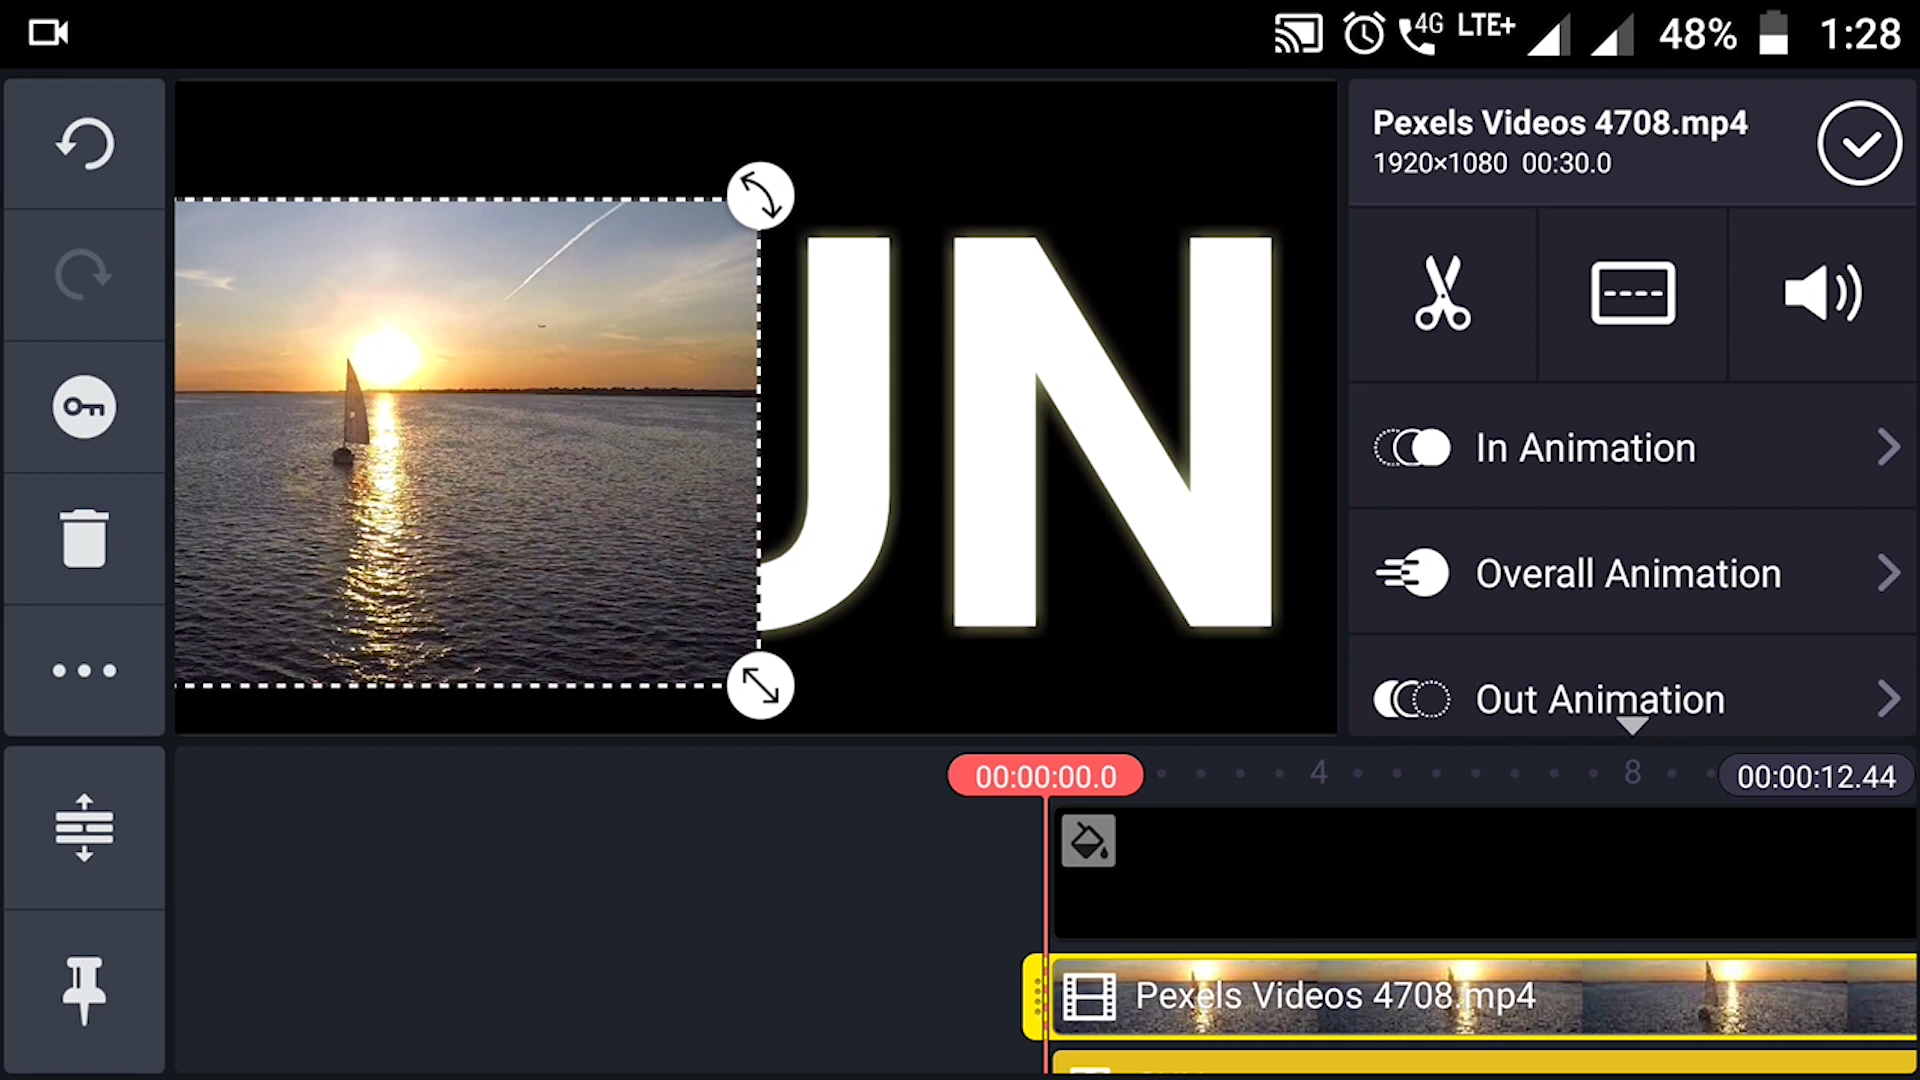 4G LTE+ 48% 1:28
Pexels Videos 4708.mp4
1920×1080 00:30.0
UN
In Animation
Overall Animation
Out Animation
00:00:00.0 4 8 00:00:12.44
Pexels Videos 4708.mp4